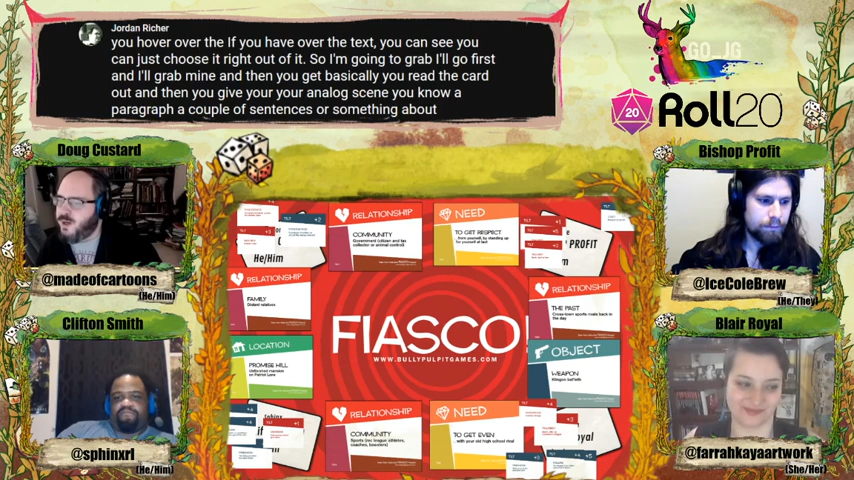 Jordan Richer
you hover over the If you have over the text, you can see you
can just choose it right out of it. So I'm going to grab I'll go first
and I'll grab mine and then you get basically you read the card
out and then you give your your analog scene you know a
paragraph a couple of sentences or something about
GO_JG
20
Roll20
Doug Custard
@madeofcartoons
(He/Him)
Clifton Smith
@sphinxrl
(He/Him)
Bishop Profit
@IceColeBrew
(He/They)
Blair Royal
@farrahkayaartwork
(She/Her)
RELATIONSHIP
COMMUNITY
Government (citizen and tax
collector or animal control)
NEED
TO GET RESPECT
...from yourself, by standing up
for yourself at last
He/Him
PROFIT
RELATIONSHIP
FAMILY
Distant relatives
RELATIONSHIP
THE PAST
Cross-town sports rivals back in
the day
LOCATION
PROMISE HILL
Unfinished mansion
on Patriot Lane
OBJECT
WEAPON
Klingon bat'leth
FIASCO
WWW.BULLYPULPITGAMES.COM
RELATIONSHIP
COMMUNITY
Sports (rec league athletes,
coaches, boosters)
NEED
TO GET EVEN
...with your old high school rival
TILT